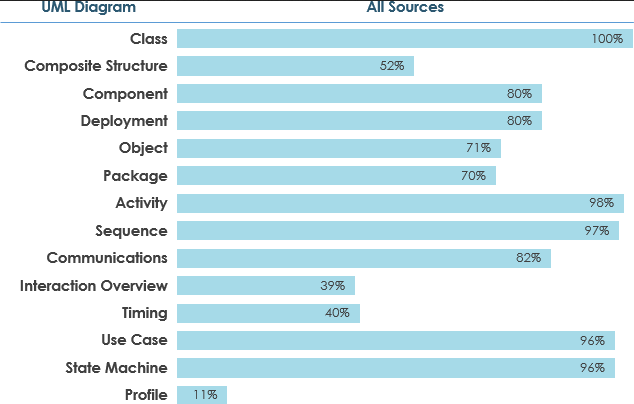 UML Diagram All Sources
Class 100%
Composite Structure 52%
Component 80%
Deployment 80%
Object 71%
Package 70%
Activity 98%
Sequence 97%
Communications 82%
Interaction Overview 39%
Timing 40%
Use Case 96%
State Machine 96%
Profile 11%